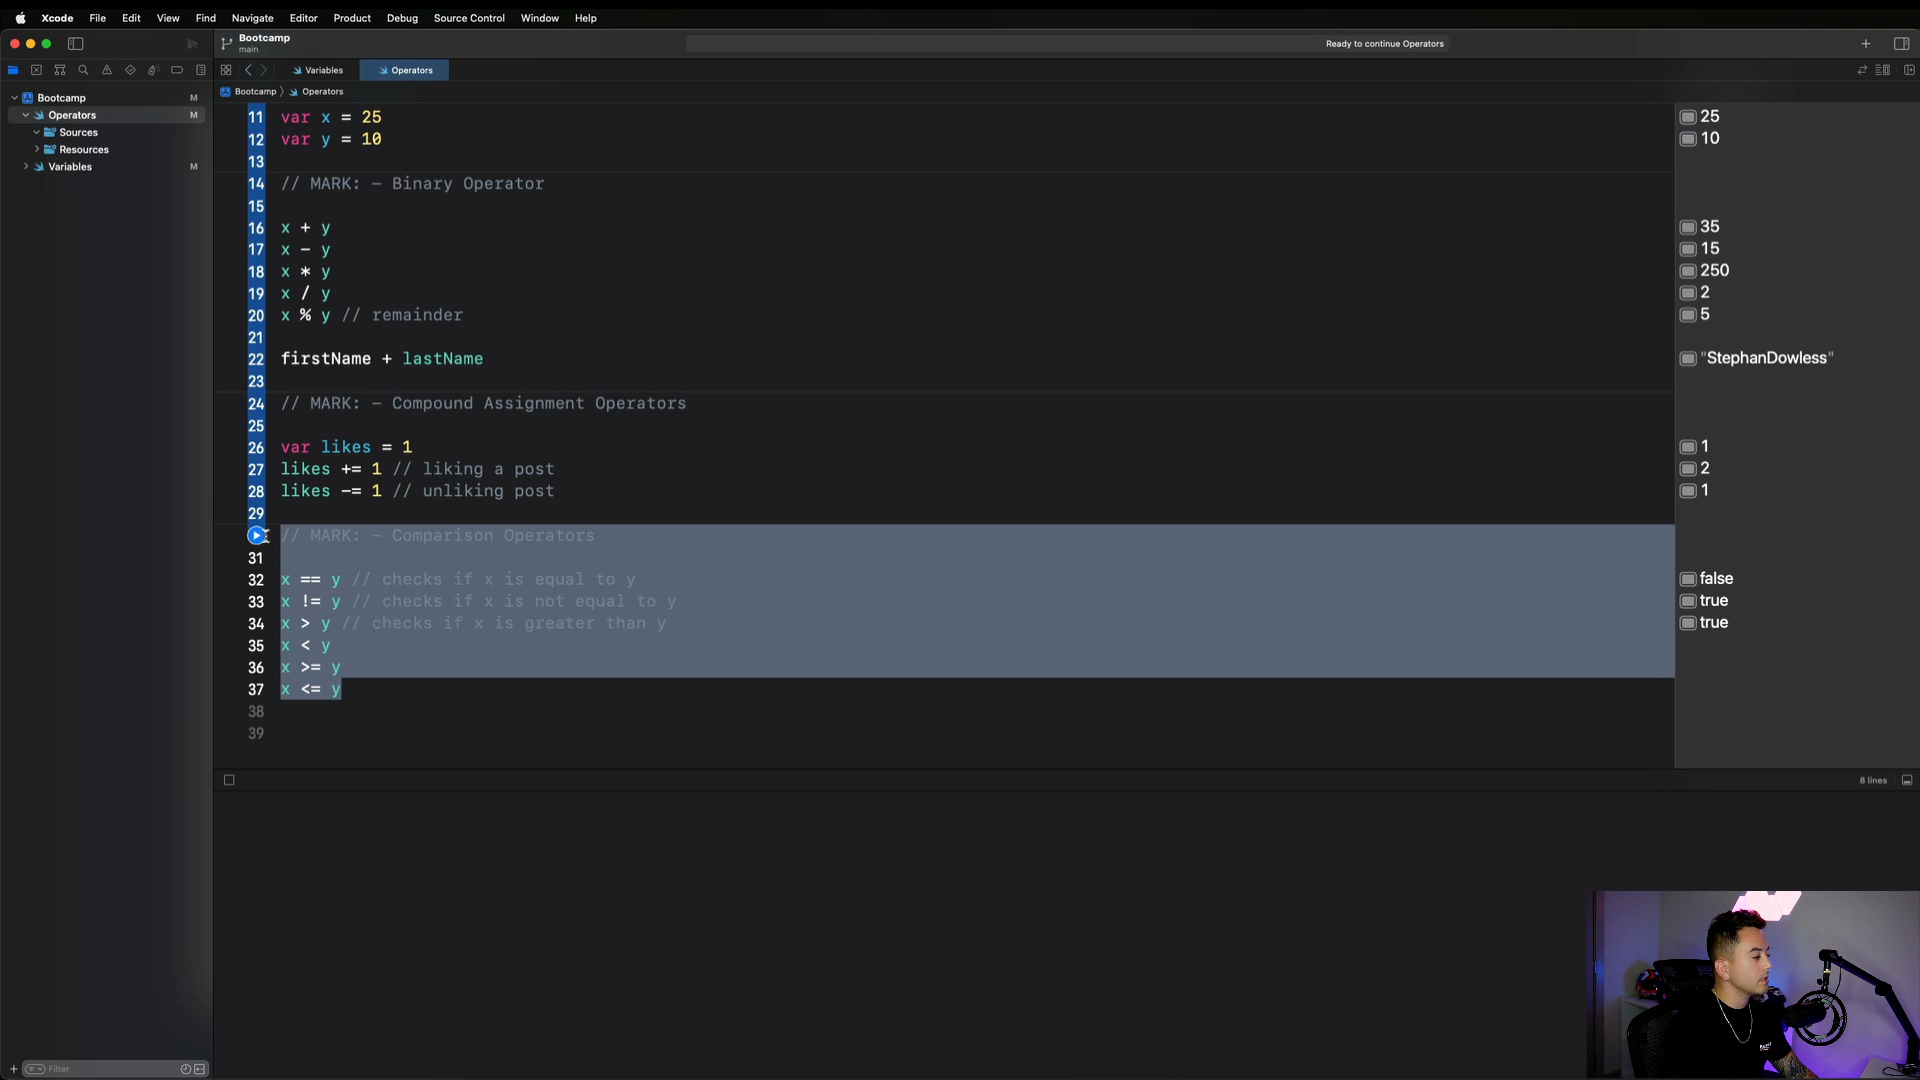 Xcode File Edit View Find Navigate Editor Product Debug Source Control Window Help
Bootcamp
main
Ready to continue Operators
Variables Operators
Bootcamp Operators
Bootcamp M
Operators M
Sources
Resources
Variables M
11 var x = 25 25
12 var y = 10 10
13
14 // MARK: - Binary Operator
15
16 x + y 35
17 x - y 15
18 x * y 250
19 x / y 2
20 x % y // remainder 5
21
22 firstName + lastName "StephanDowless"
23
24 // MARK: - Compound Assignment Operators
25
26 var likes = 1 1
27 likes += 1 // liking a post 2
28 likes -= 1 // unliking post 1
29
// MARK: - Comparison Operators
31
32 x == y // checks if x is equal to y false
33 x != y // checks if x is not equal to y true
34 x > y // checks if x is greater than y true
35 x < y
36 x >= y
37 x <= y
38
39
8 lines
Filter